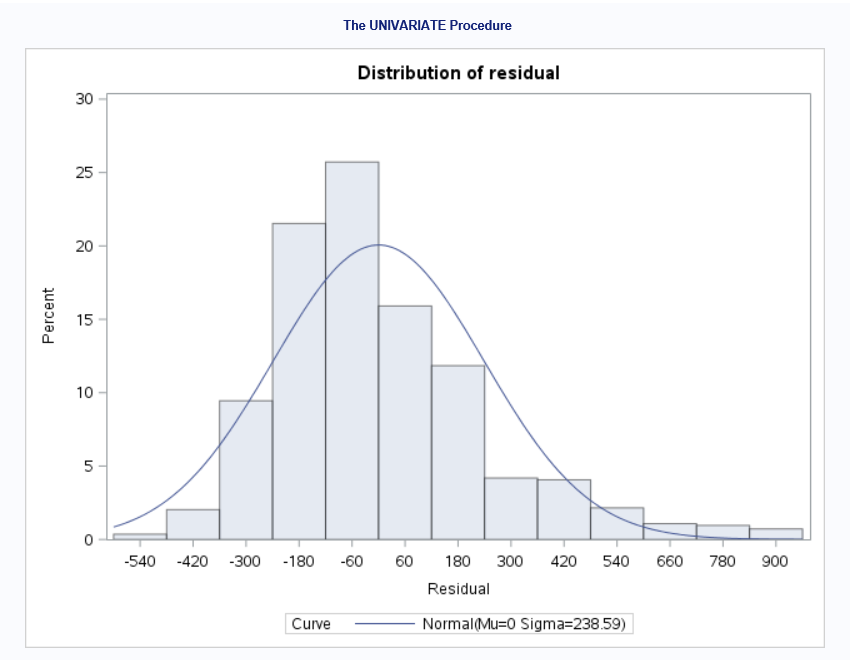 The UNIVARIATE Procedure
Distribution of residual
30
25
20
15
10
5
0
Percent
-540 -420 -300 -180 -60 60 180 300 420 540 660 780 900
Residual
Curve Normal(Mu=0 Sigma=238.59)